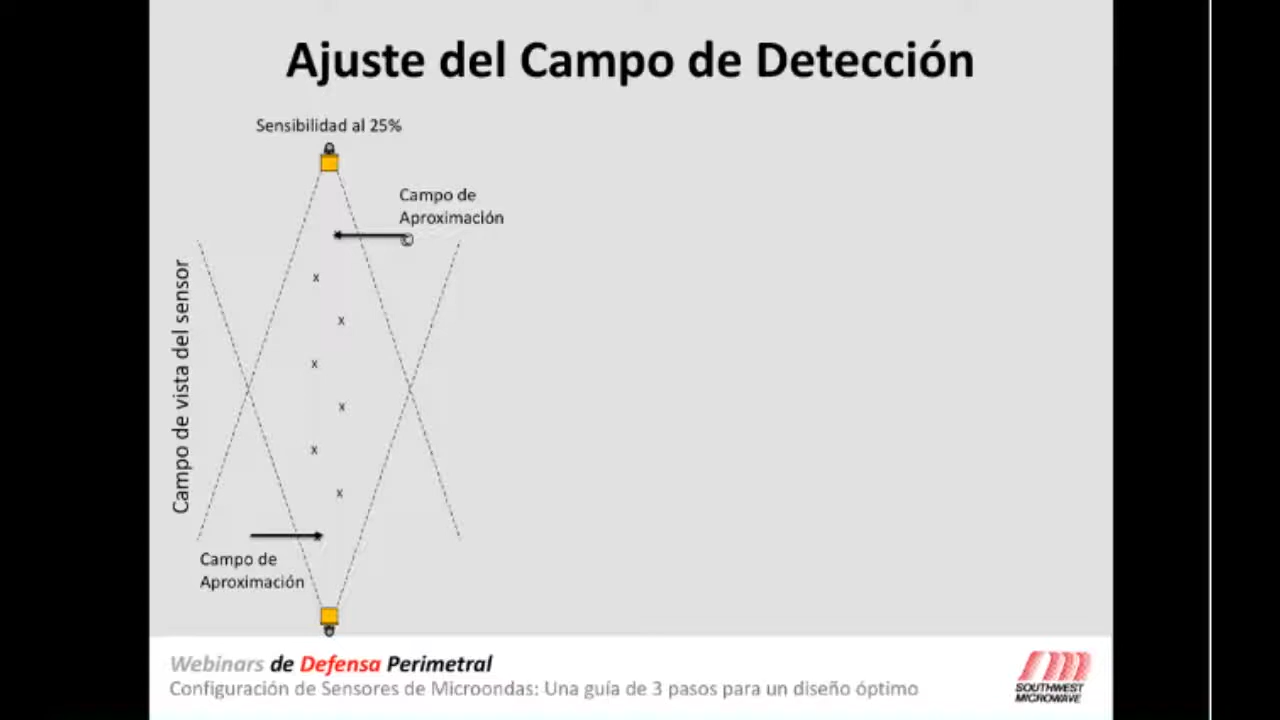 Ajuste del Campo de Detección
Sensibilidad al 25%
Campo de
Aproximación
©
Campo de vista del sensor
x
x
x
x
x
x
Campo de
Aproximación
Webinars de Defensa Perimetral
Configuración de Sensores de Microondas: Una guía de 3 pasos para un diseño óptimo
SOUTHWEST
MICROWAVE